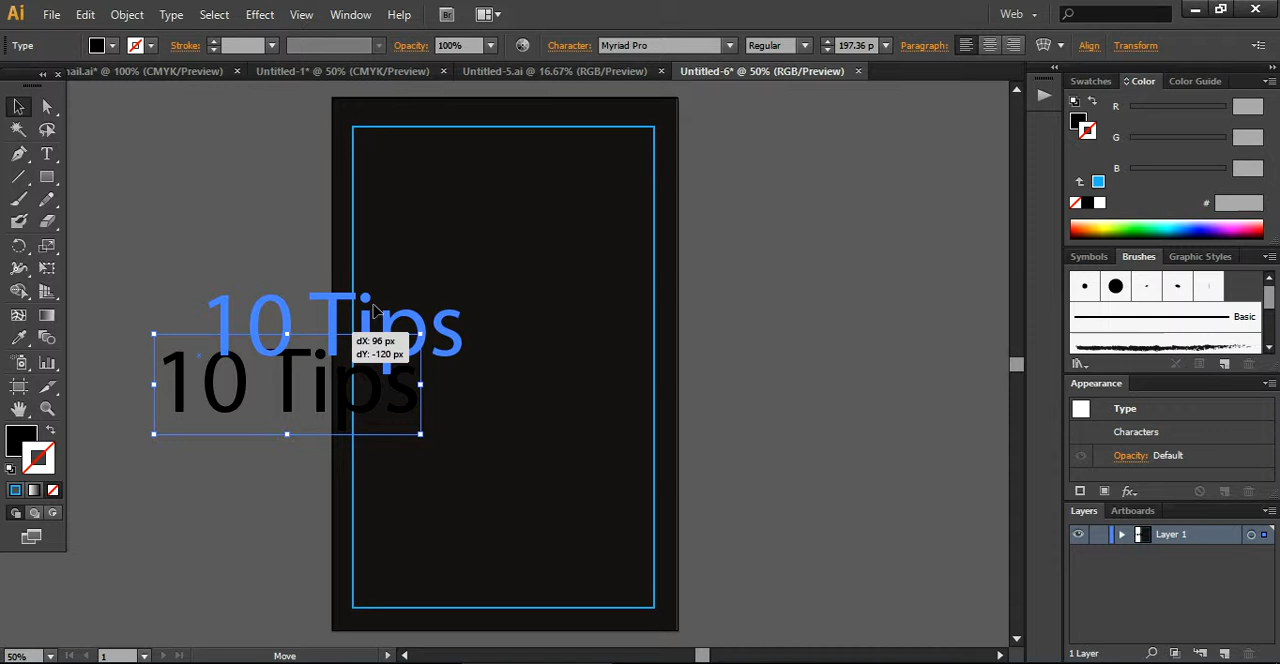 Ai File Edit Object Type Select Effect View Window Help Br
Type Stroke: Opacity: 100% Character: Myriad Pro Regular 197.36 p Paragraph: Align Transform
ail.ai* @ 100% (CMYK/Preview) × Untitled-1* @ 50% (CMYK/Preview) × Untitled-5.ai @ 16.67% (RGB/Preview) × Untitled-6* @ 50% (RGB/Preview) ×
Swatches Color Color Guide
R
G
B
#
Symbols Brushes Graphic Styles
Basic
10 Tips
dX: 96 px
dY: -120 px
10 Tips
Appearance
Type
Characters
Opacity: Default
fx
Layers Artboards
Layer 1
50% 1 Move
1 Layer